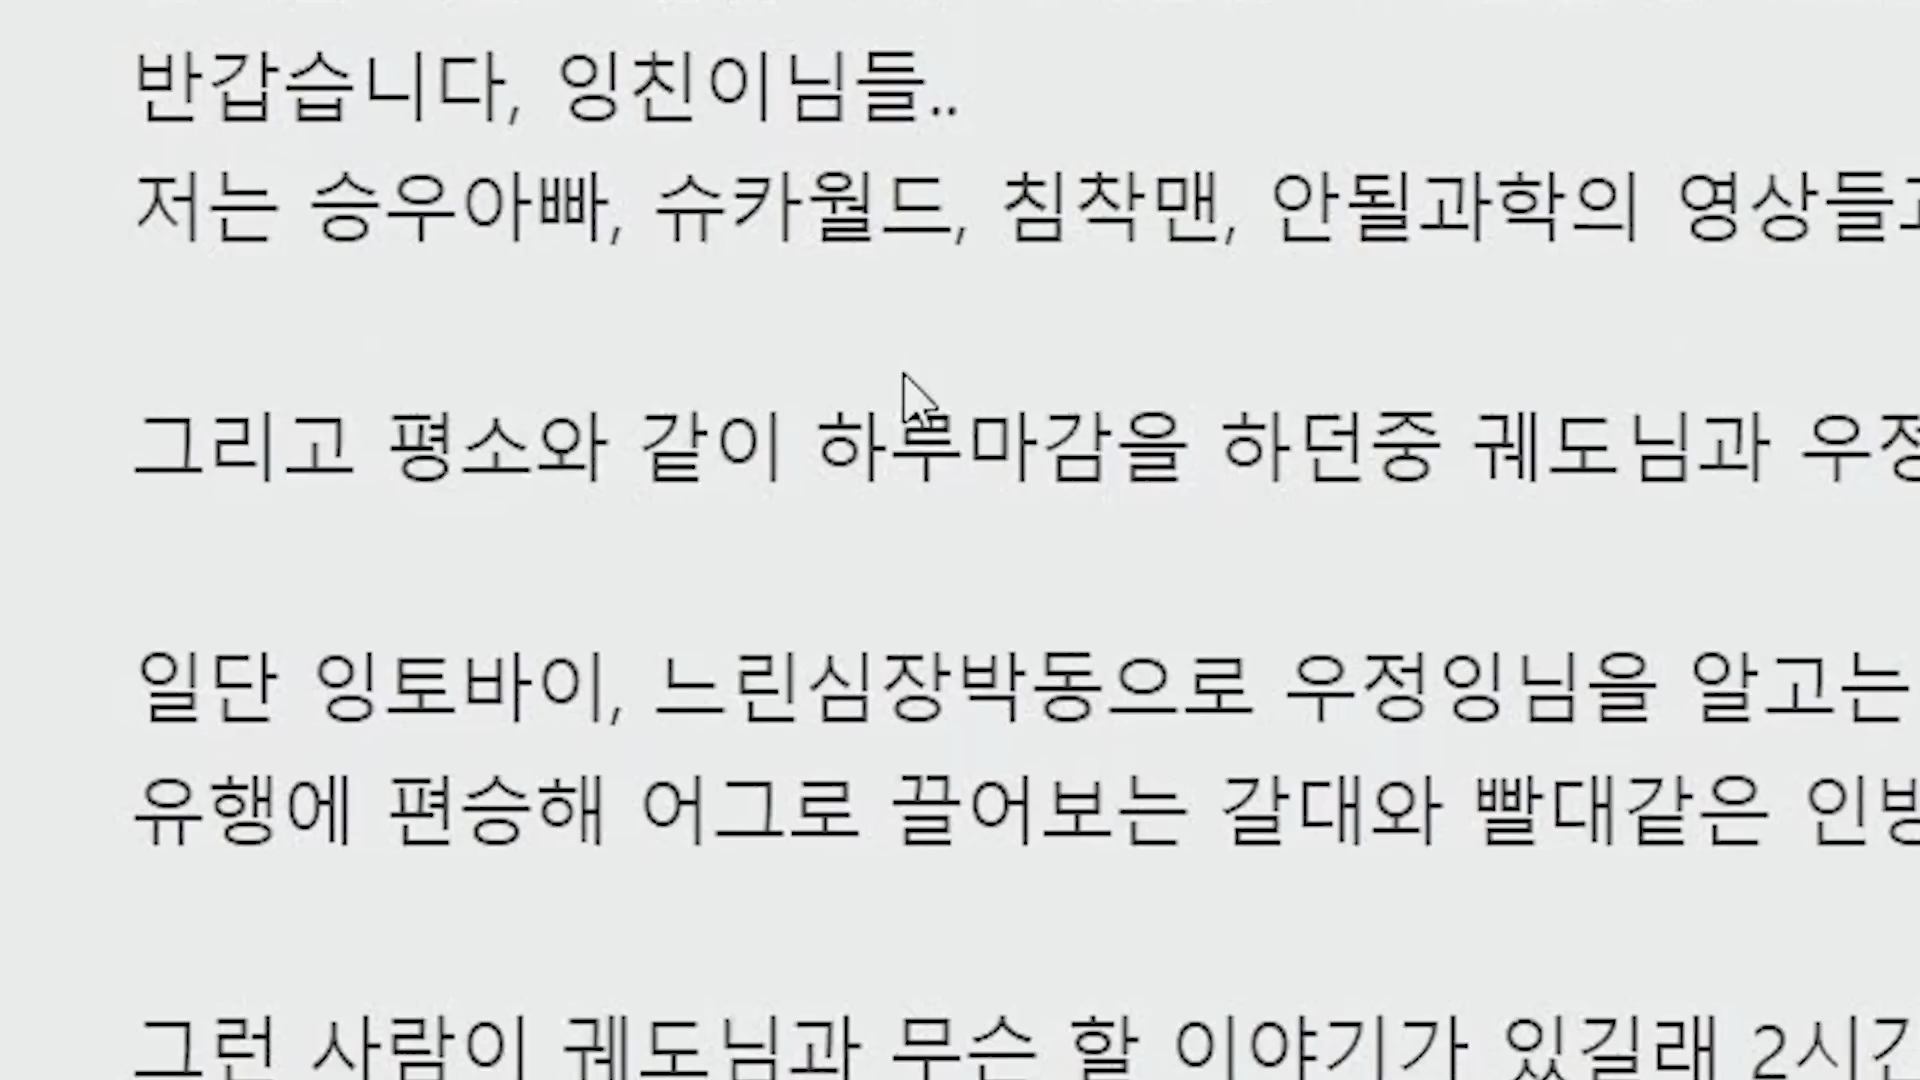 반갑습니다, 잉친이님들..
저는 승우아빠, 슈카월드, 침착맨, 안될과학의 영상들과
그리고 평소와 같이 하루마감을 하던중 궤도님과 우정
일단 잉토바이, 느린심장박동으로 우정잉님을 알고는
유행에 편승해 어그로 끌어보는 갈대와 빨대같은 인방
그런 사람이 궤도님과 무슨 할 이야기가 있길래 2시간